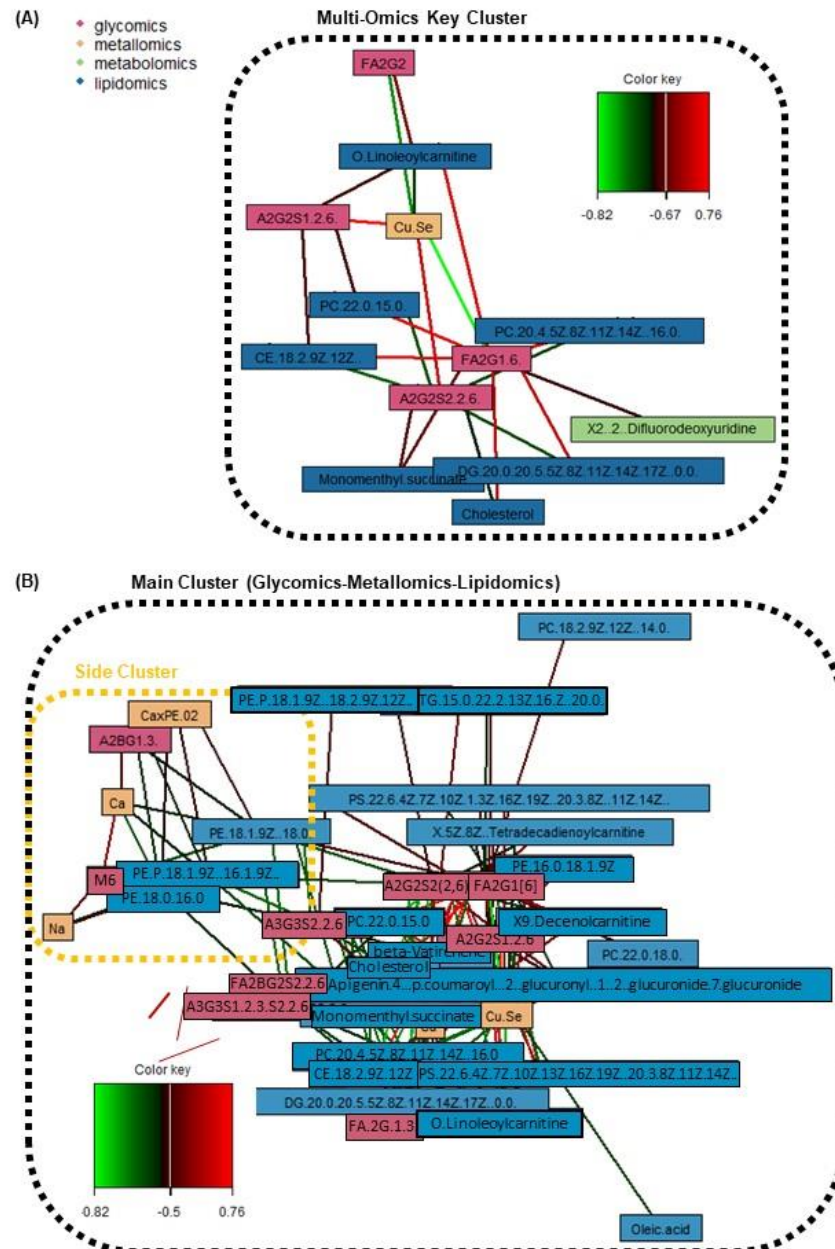 (A)
Multi-Omics Key Cluster
glycomics
metallomics
metabolomics
lipidomics
FA2G2
Color key
-0.82 -0.67 0.76
O.Linoleoylcarnitine
A2G2S1.2.6.
Cu.Se
PC.22.0.15.0.
PC.20.4.5Z.8Z.11Z.14Z..16.0.
CE.18.2.9Z.12Z..
FA2G1.6.
A2G2S2.2.6.
X2..2..Difluorodeoxyuridine
Monomenthyl.succinate
DG.20.0.20.5.5Z.8Z.11Z.14Z.17Z..0.0.
Cholesterol
(B)
Main Cluster (Glycomics-Metallomics-Lipidomics)
PC.18.2.9Z.12Z..14.0.
Side Cluster
PE.P.18.1.9Z..18.2.9Z.12Z..
TG.15.0.22.2.13Z.16.Z..20.0.
CaxPE.02
A2BG1.3.
Ca
PS.22.6.4Z.7Z.10Z.1.3Z.16Z.19Z..20.3.8Z..11Z.14Z..
PE.18.1.9Z..18.0.
X.5Z.8Z..Tetradecadienoylcarnitine
PE.P.18.1.9Z..16.1.9Z..
PE.16.0.18.1.9Z
M6
A2G2S2(2,6)
FA2G1[6]
PE.18.0.16.0
Na
A3G3S2.2.6
PC.22.0.15.0
X9.Decenolcarnitine
A2G2S1.2.6
beta-Vatirenene
PC.22.0.18.0.
Cholesterol
FA2BG2S2.2.6
Apigenin.4...p.coumaroyl..2..glucuronyl..1..2..glucuronide.7.glucuronide
A3G3S1.2.3.S2.2.6
Monomenthyl.succinate
Cu.Se
PC.20.4.5Z.8Z.11Z.14Z..16.0
Color key
CE.18.2.9Z.12Z
PS.22.6.4Z.7Z.10Z.13Z.16Z.19Z..20.3.8Z.11Z.14Z..
DG.20.0.20.5.5Z.8Z.11Z.14Z.17Z..0.0.
FA.2G.1.3
O.Linoleoylcarnitine
-0.82 -0.5 0.76
Oleic.acid